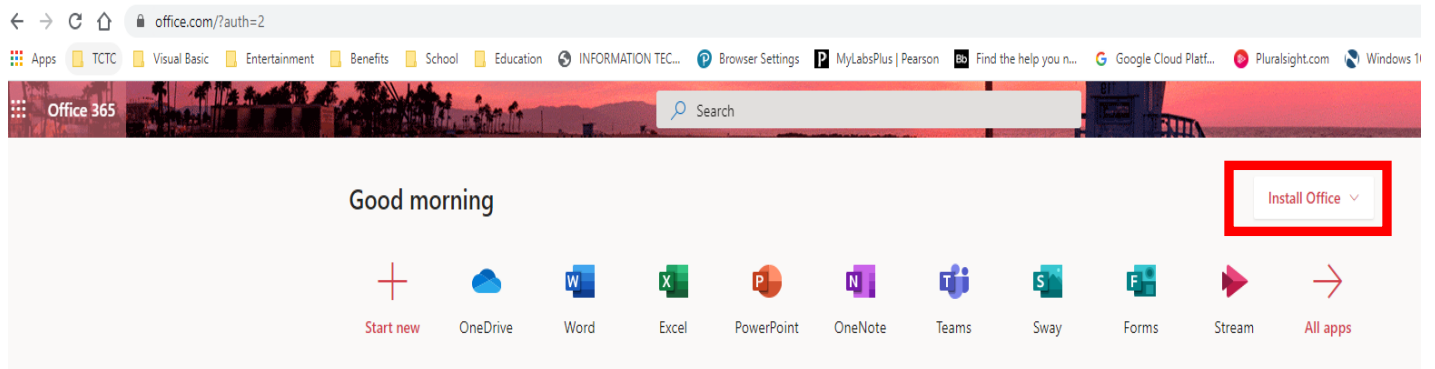 office.com/?auth=2
Apps TCTC Visual Basic Entertainment Benefits School Education INFORMATION TEC... Browser Settings MyLabsPlus | Pearson Bb Find the help you n... Google Cloud Platf... Pluralsight.com Windows 1
Office 365 Search
Good morning Install Office
Start new OneDrive Word Excel PowerPoint OneNote Teams Sway Forms Stream All apps